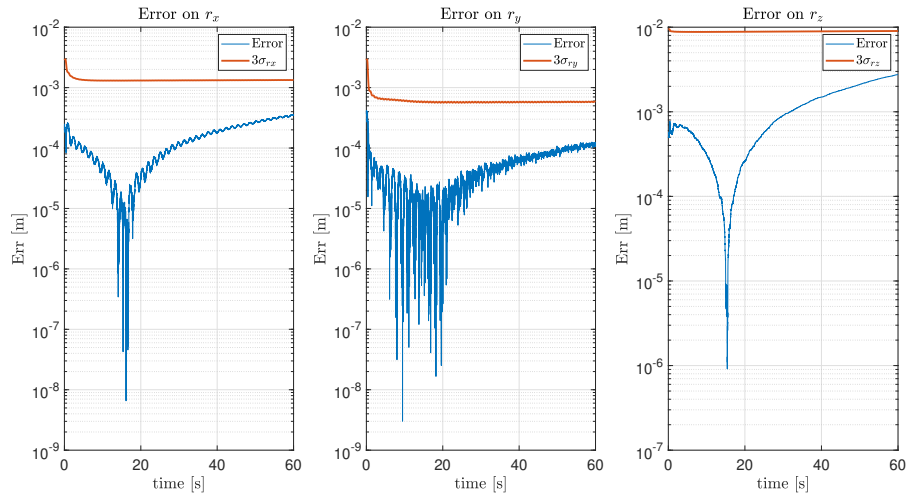 Error on r_x
10^-2
10^-3
10^-4
10^-5
10^-6
10^-7
10^-8
10^-9
Err [m]
0 20 40 60
time [s]
Error
3σ_rx
Error on r_y
10^-2
10^-3
10^-4
10^-5
10^-6
10^-7
10^-8
10^-9
Err [m]
0 20 40 60
time [s]
Error
3σ_ry
Error on r_z
10^-2
10^-3
10^-4
10^-5
10^-6
10^-7
Err [m]
0 20 40 60
time [s]
Error
3σ_rz